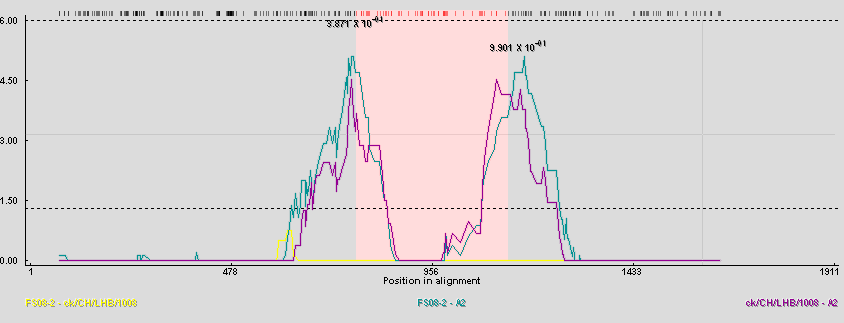 6.00
3.871 X 10^-01
9.901 X 10^-01
4.50
3.00
1.50
0.00
1 478 956 1433 1911
Position in alignment
FS08-2 - ck/CH/LHB/1008 FS08-2 - A2 ck/CH/LHB/1008 - A2